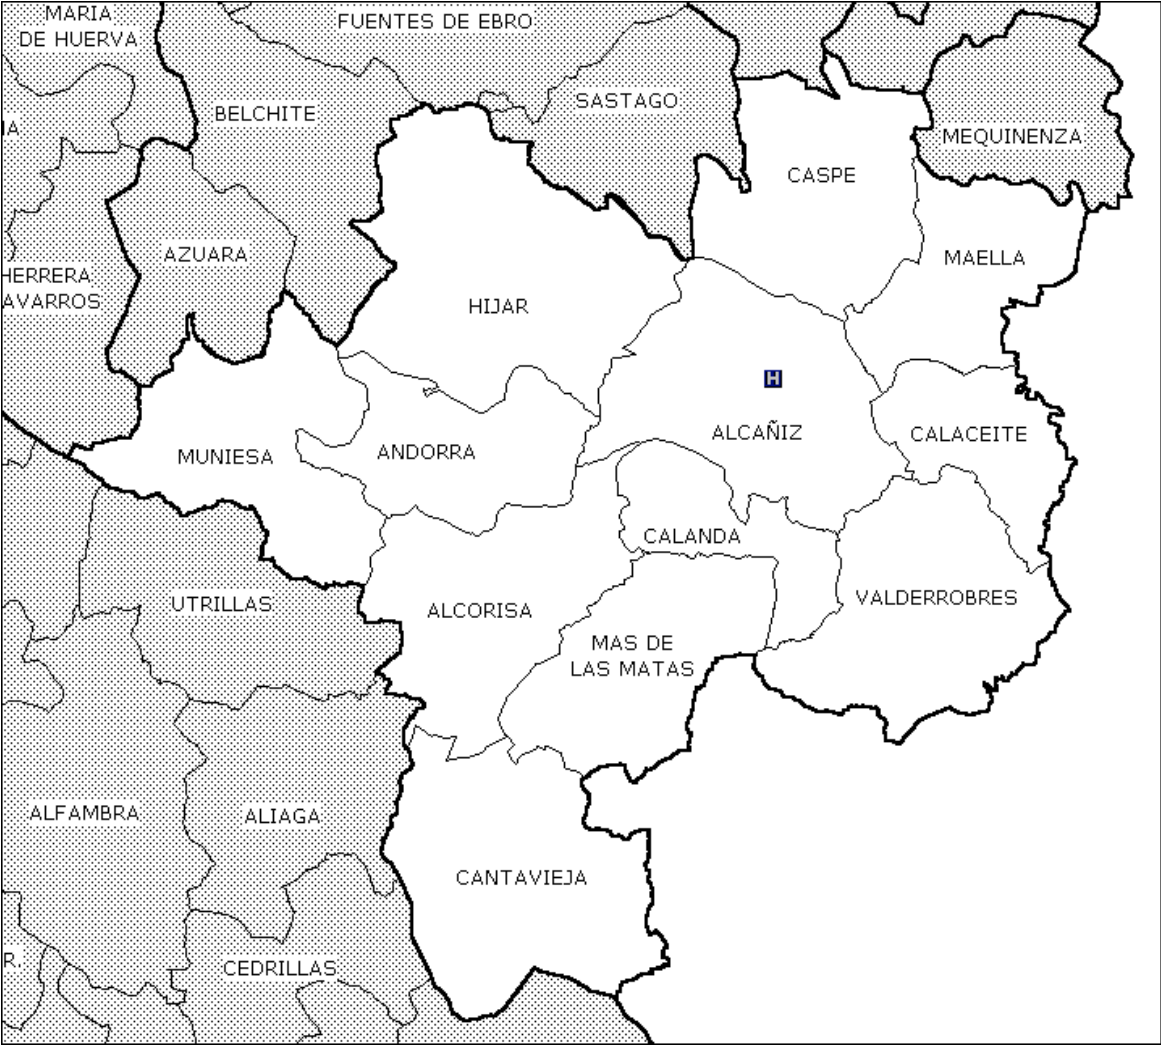 MARIA
DE HUERVA
FUENTES DE EBRO
BELCHITE
SASTAGO
MEQUINENZA
CASPE
AZUARA
MAELLA
HERRERA
AVARROS
HIJAR
H
ALCAÑIZ
CALACEITE
MUNIESA
ANDORRA
CALANDA
UTRILLAS
ALCORISA
VALDERROBRES
MAS DE
LAS MATAS
ALFAMBRA
ALIAGA
CANTAVIEJA
R.
CEDRILLAS